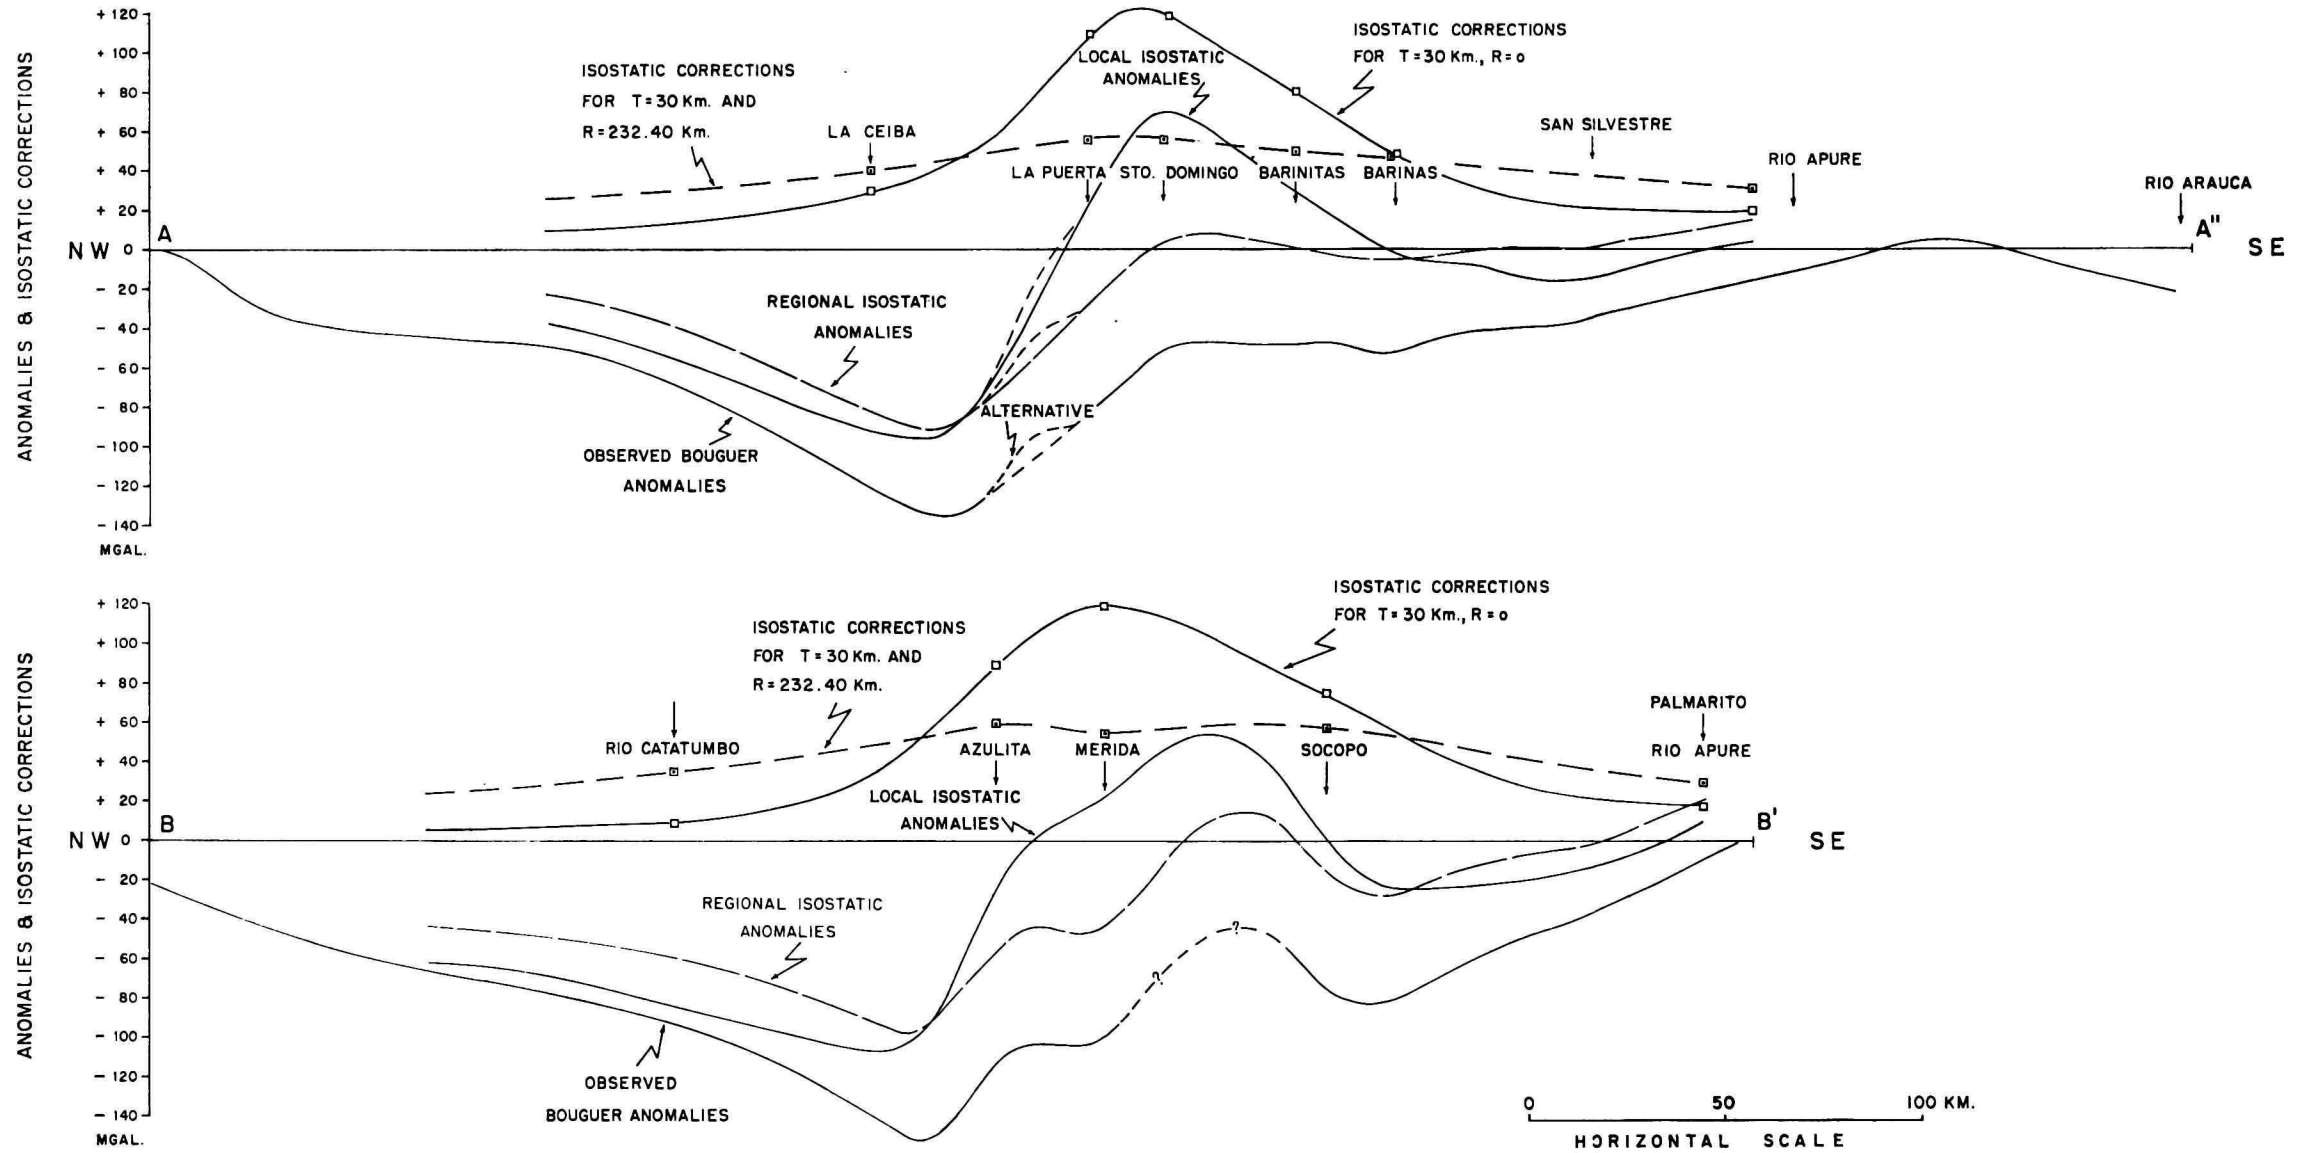 ANOMALIES & ISOSTATIC CORRECTIONS
+ 120
+ 100
+ 80
+ 60
+ 40
+ 20
0
- 20
- 40
- 60
- 80
- 100
- 120
- 140
MGAL.
NW
A
ISOSTATIC CORRECTIONS
FOR T=30 Km. AND
R=232.40 Km.
LA CEIBA
LOCAL ISOSTATIC
ANOMALIES
ISOSTATIC CORRECTIONS
FOR T=30 Km., R=o
LA PUERTA
STO. DOMINGO
BARINITAS
BARINAS
SAN SILVESTRE
RIO APURE
RIO ARAUCA
A"
SE
REGIONAL ISOSTATIC
ANOMALIES
ALTERNATIVE
OBSERVED BOUGUER
ANOMALIES
ANOMALIES & ISOSTATIC CORRECTIONS
+ 120
+ 100
+ 80
+ 60
+ 40
+ 20
0
- 20
- 40
- 60
- 80
- 100
- 120
- 140
MGAL.
NW
B
ISOSTATIC CORRECTIONS
FOR T=30 Km. AND
R=232.40 Km.
ISOSTATIC CORRECTIONS
FOR T=30 Km., R=o
RIO CATATUMBO
AZULITA
MERIDA
SOCOPO
PALMARITO
RIO APURE
LOCAL ISOSTATIC
ANOMALIES
B'
SE
REGIONAL ISOSTATIC
ANOMALIES
?
?
OBSERVED
BOUGUER ANOMALIES
0 50 100 KM.
HORIZONTAL SCALE